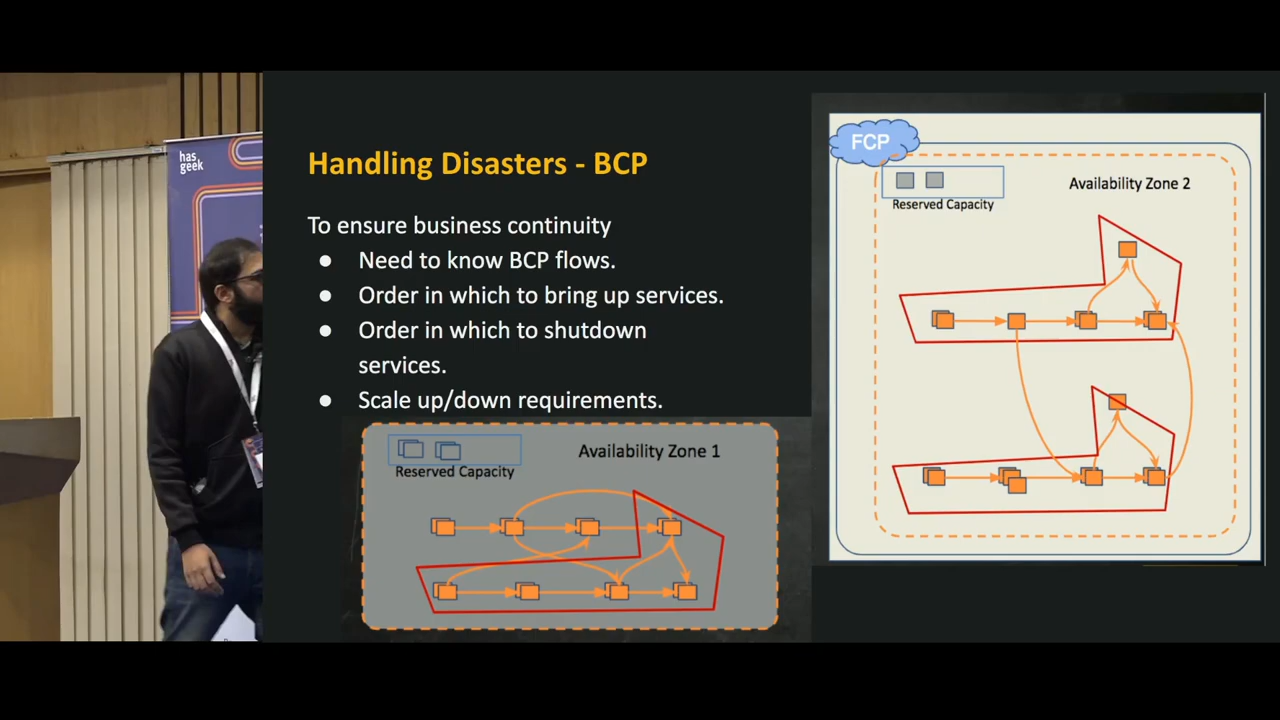 has
geek
Handling Disasters - BCP
To ensure business continuity
● Need to know BCP flows.
● Order in which to bring up services.
● Order in which to shutdown
services.
● Scale up/down requirements.
Reserved Capacity
Availability Zone 1
FCP
Reserved Capacity
Availability Zone 2